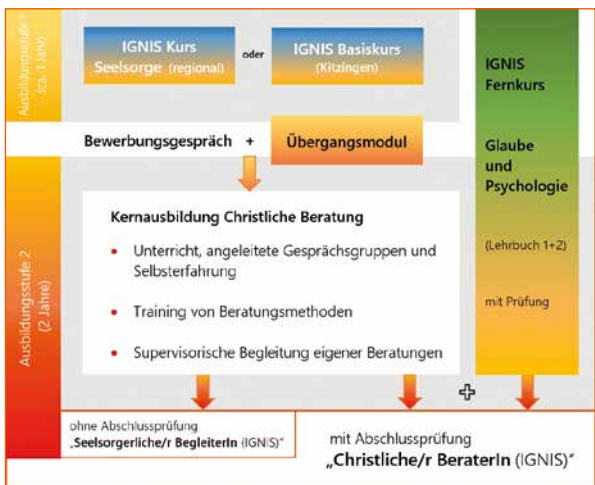 Ausbildungsstufe 1
(ca. 1 Jahr)
IGNIS Kurs
Seelsorge (regional)
oder
IGNIS Basiskurs
(Kitzingen)
Bewerbungsgespräch +
Übergangsmodul
Ausbildungsstufe 2
(2 Jahre)
Kernausbildung Christliche Beratung
• Unterricht, angeleitete Gesprächsgruppen und
Selbsterfahrung
• Training von Beratungsmethoden
• Supervisorische Begleitung eigener Beratungen
IGNIS
Fernkurs
Glaube
und
Psychologie
(Lehrbuch 1+2)
mit Prüfung
ohne Abschlussprüfung
„Seelsorgerliche/r BegleiterIn (IGNIS)"
mit Abschlussprüfung
„Christliche/r BeraterIn (IGNIS)"